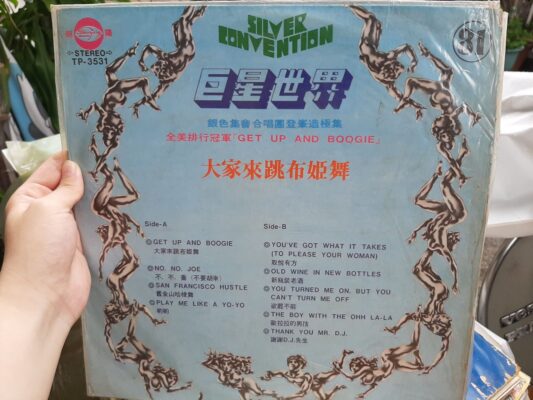 SILVER
CONVENTION
31
STEREO
TP-3531
巨星世界
銀色集會合唱團登峯造極集
全美排行冠軍「GET UP AND BOOGIE」
大家來跳布姫舞
Side-A
GET UP AND BOOGIE
大家來跳布姫舞
NO. NO. JOE
不．不．喬（不要胡來）
SAN FRANCISCO HUSTLE
舊金山哈棲舞
PLAY ME LIKE A YO-YO
Side-B
YOU'VE GOT WHAT IT TAKES
(TO PLEASE YOUR WOMAN)
取悅有方
OLD WINE IN NEW BOTTLES
新瓶裝老酒
YOU TURNED ME ON. BUT YOU
CAN'T TURN ME OFF
欲罷不能
THE BOY WITH THE OHH LA-LA
歐拉拉的男孩
THANK YOU MR. D.J.
謝謝D.J.先生